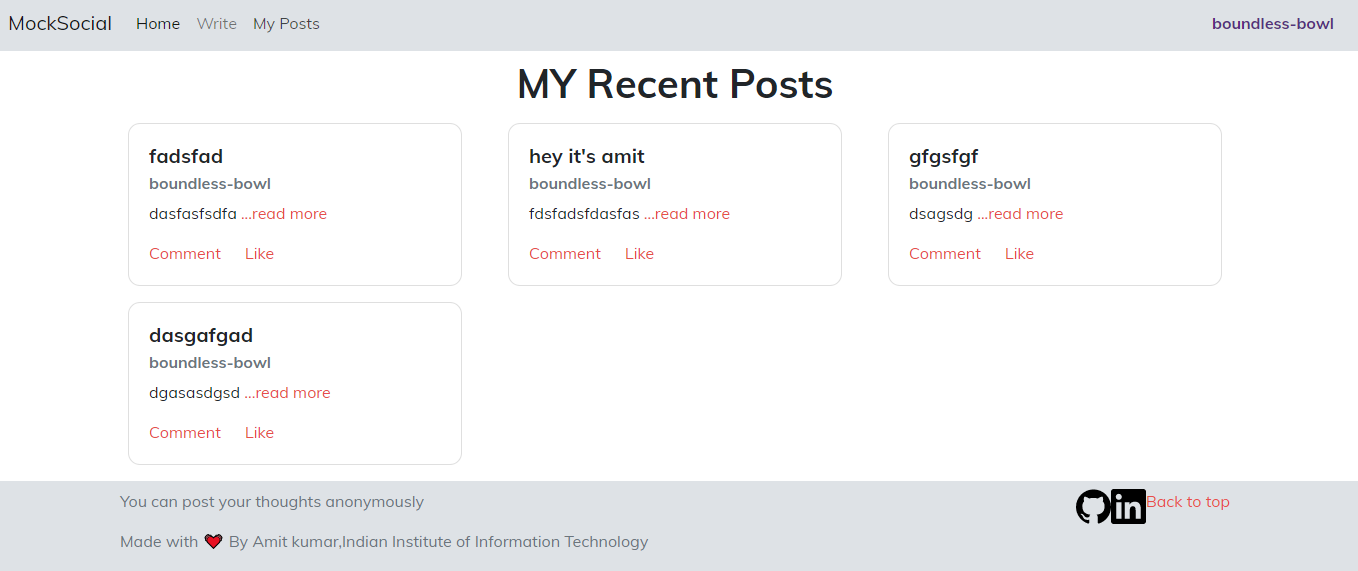 MockSocial Home Write My Posts boundless-bowl
MY Recent Posts
fadsfad
boundless-bowl
dasfasfsdfa ...read more
Comment Like
hey it's amit
boundless-bowl
fdsfadsfdasfas ...read more
Comment Like
gfgsfgf
boundless-bowl
dsagsdg ...read more
Comment Like
dasgafgad
boundless-bowl
dgasasdgsd ...read more
Comment Like
You can post your thoughts anonymously
in Back to top
Made with ❤ By Amit kumar,Indian Institute of Information Technology